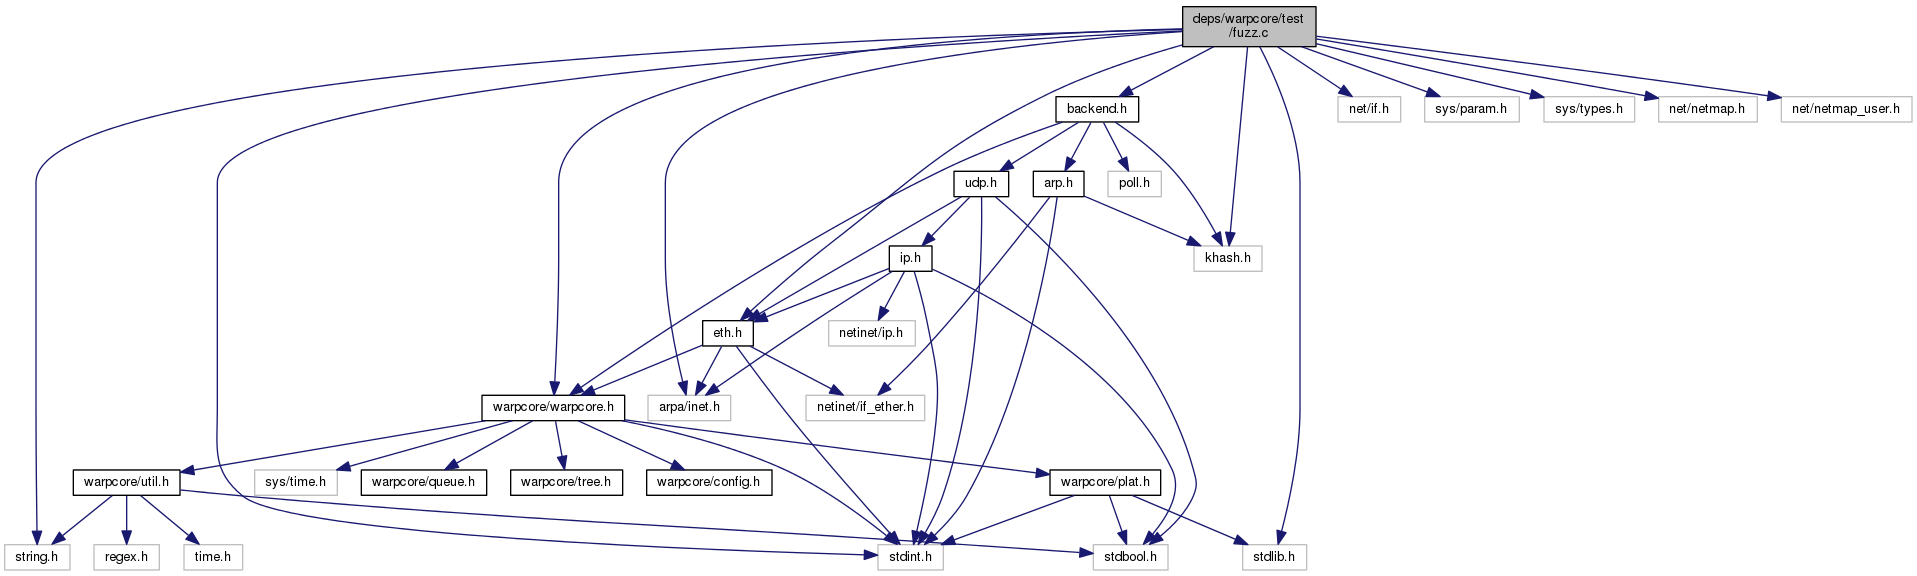 deps/warpcore/test
/fuzz.c
backend.h
net/if.h
sys/param.h
sys/types.h
net/netmap.h
net/netmap_user.h
udp.h
arp.h
poll.h
ip.h
khash.h
eth.h
netinet/ip.h
warpcore/warpcore.h
arpa/inet.h
netinet/if_ether.h
warpcore/util.h
sys/time.h
warpcore/queue.h
warpcore/tree.h
warpcore/config.h
warpcore/plat.h
string.h
regex.h
time.h
stdint.h
stdbool.h
stdlib.h